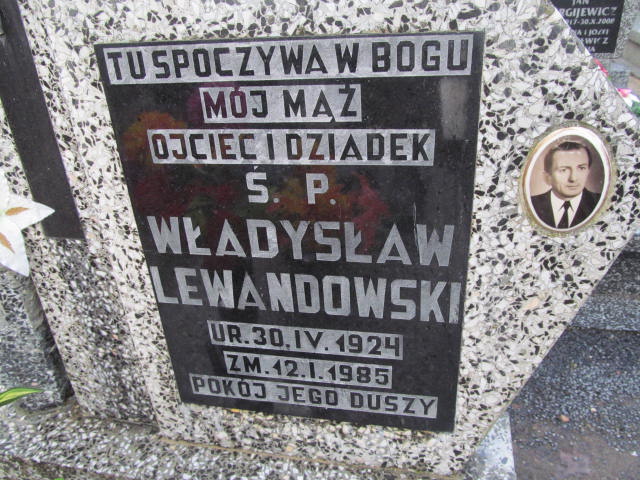 TU SPOCZYWA W BOGU
MÓJ MĄŻ
OJCIEC I DZIADEK
Ś. P.
WŁADYSŁAW
LEWANDOWSKI
UR. 30. IV. 1924
ZM. 12. I. 1985
POKÓJ JEGO DUSZY
JAN